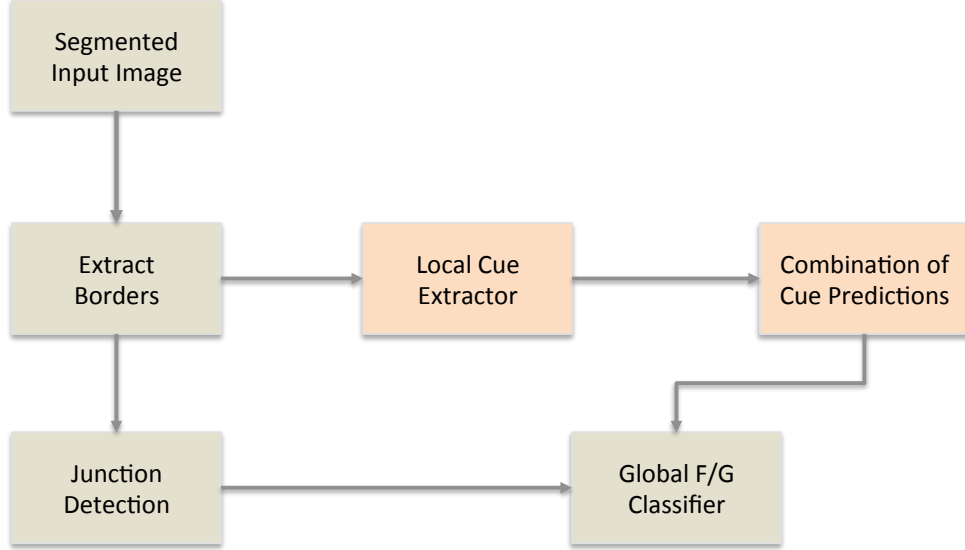 Segmented
Input Image
Extract
Borders
Local Cue
Extractor
Combination of
Cue Predictions
Junction
Detection
Global F/G
Classifier